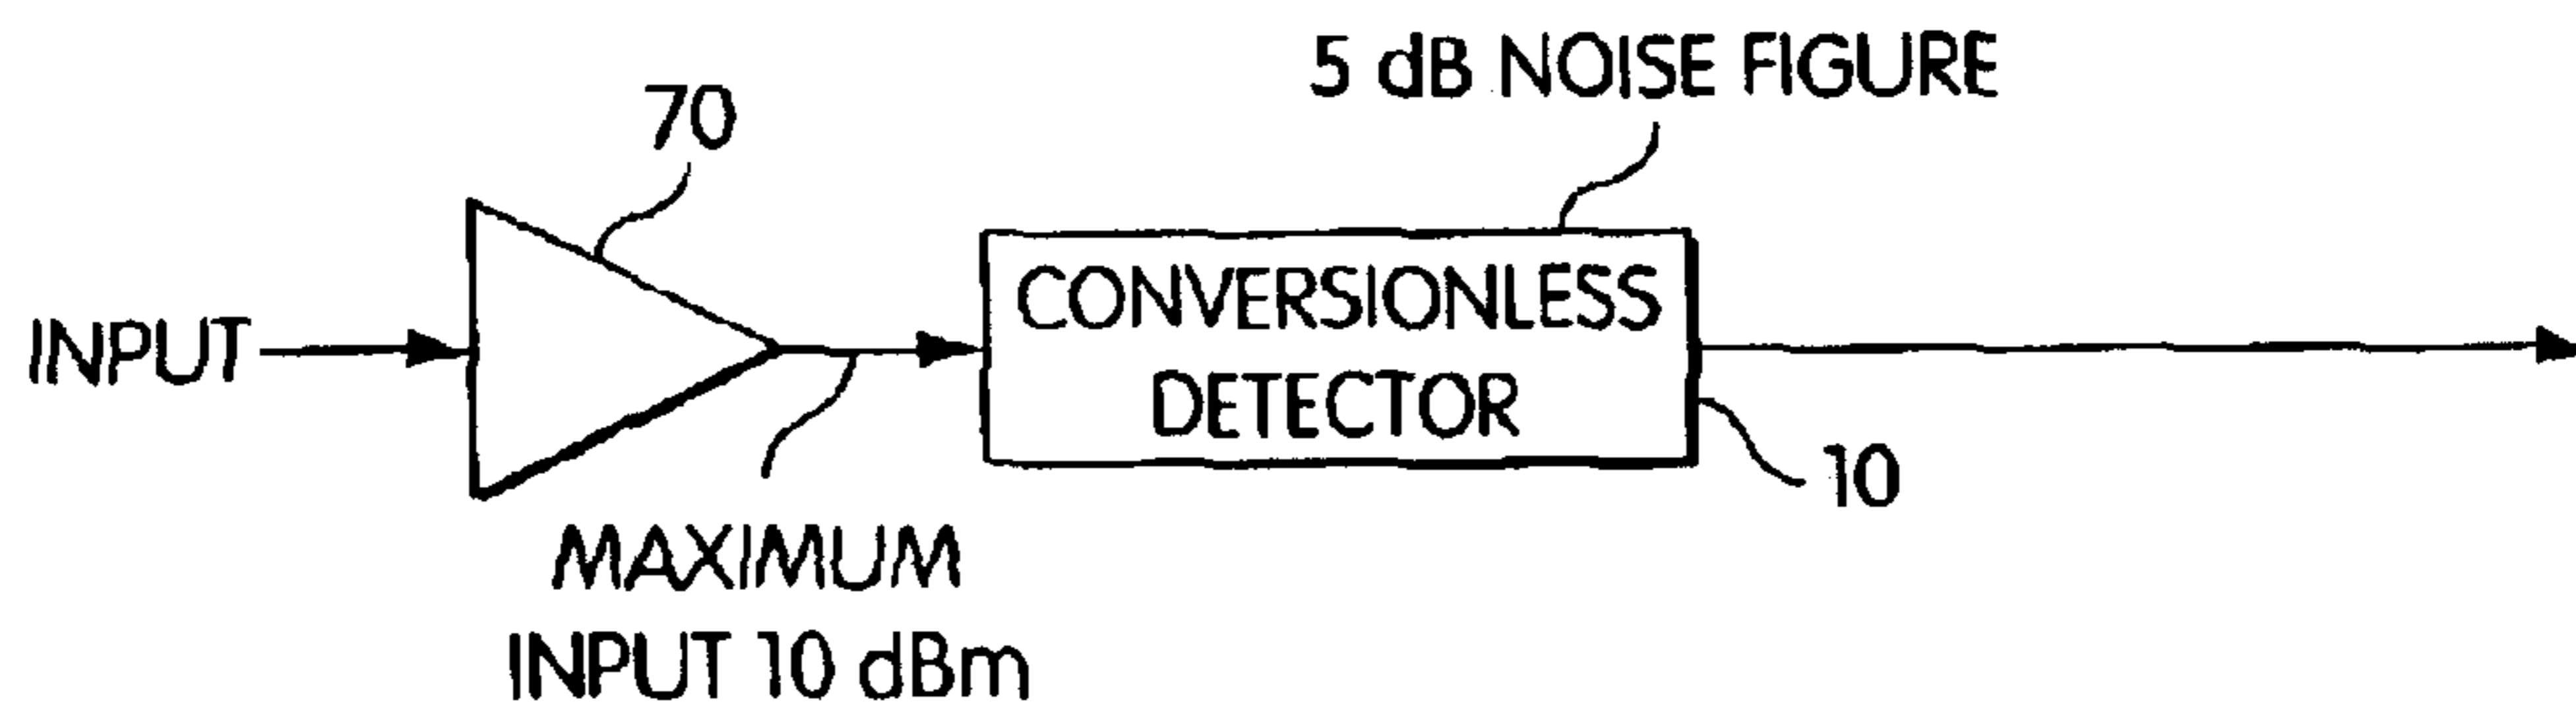 5 dB NOISE FIGURE
70
INPUT
CONVERSIONLESS
DETECTOR
10
MAXIMUM
INPUT 10 dBm